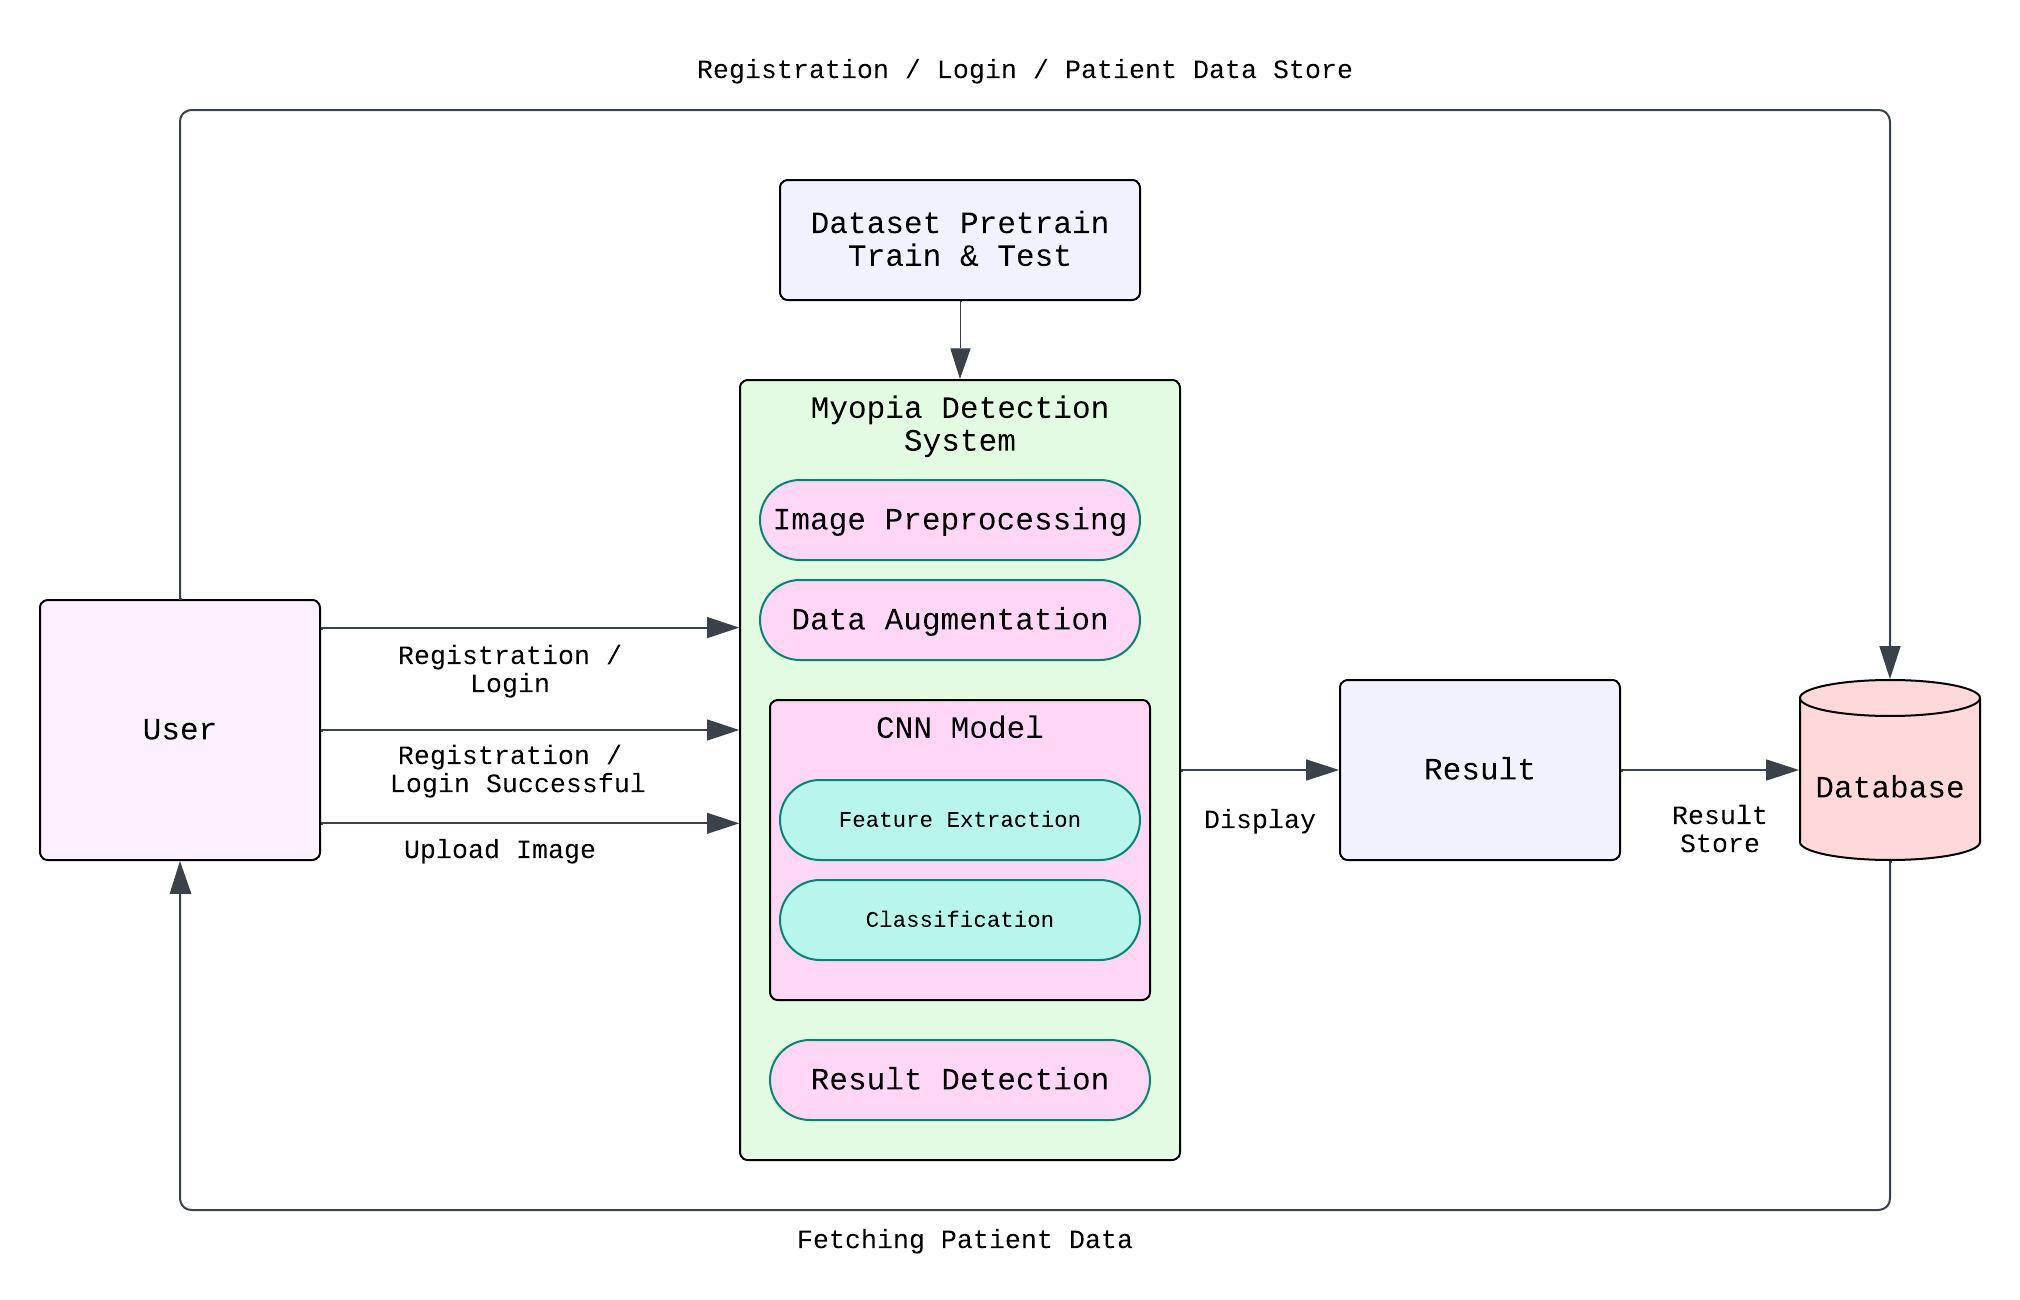 Registration / Login / Patient Data Store
Dataset Pretrain
Train & Test
Myopia Detection
System
Image Preprocessing
Data Augmentation
Registration /
Login
User
Registration /
Login Successful
Upload Image
CNN Model
Feature Extraction
Classification
Result Detection
Display
Result
Result
Store
Database
Fetching Patient Data